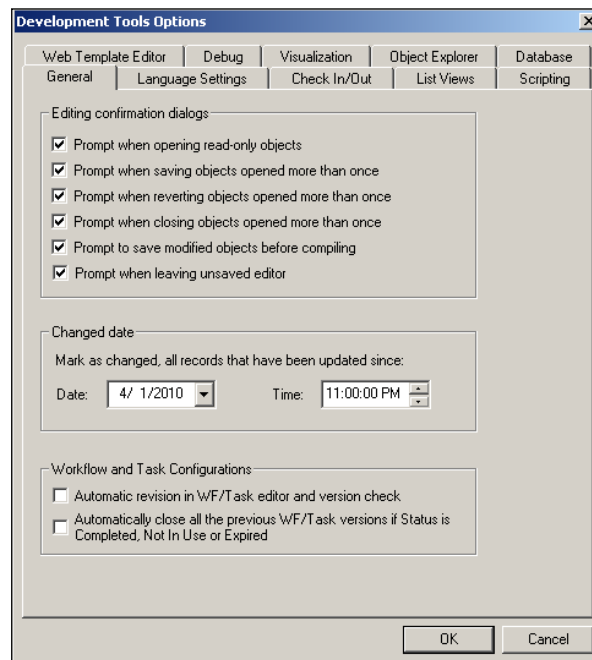 Development Tools Options
Web Template Editor Debug Visualization Object Explorer Database
General Language Settings Check In/Out List Views Scripting
Editing confirmation dialogs
Prompt when opening read-only objects
Prompt when saving objects opened more than once
Prompt when reverting objects opened more than once
Prompt when closing objects opened more than once
Prompt to save modified objects before compiling
Prompt when leaving unsaved editor
Changed date
Mark as changed, all records that have been updated since:
Date: 4/ 1/2010 Time: 11:00:00 PM
Workflow and Task Configurations
Automatic revision in WF/Task editor and version check
Automatically close all the previous WF/Task versions if Status is
Completed, Not In Use or Expired
OK Cancel